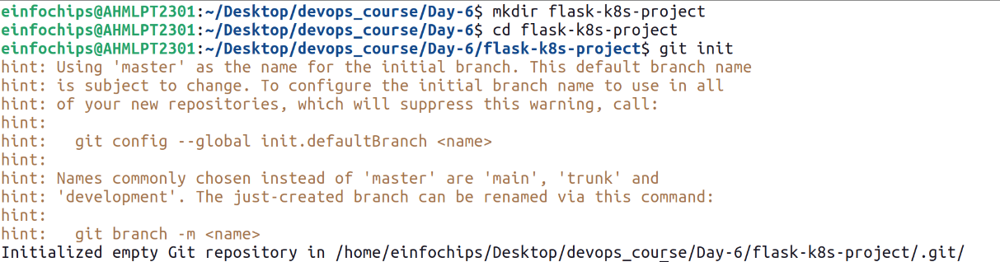 einfochips@AHMLPT2301:~/Desktop/devops_course/Day-6$ mkdir flask-k8s-project
einfochips@AHMLPT2301:~/Desktop/devops_course/Day-6$ cd flask-k8s-project
einfochips@AHMLPT2301:~/Desktop/devops_course/Day-6/flask-k8s-project$ git init
hint: Using 'master' as the name for the initial branch. This default branch name
hint: is subject to change. To configure the initial branch name to use in all
hint: of your new repositories, which will suppress this warning, call:
hint:
hint:   git config --global init.defaultBranch <name>
hint:
hint: Names commonly chosen instead of 'master' are 'main', 'trunk' and
hint: 'development'. The just-created branch can be renamed via this command:
hint:
hint:   git branch -m <name>
Initialized empty Git repository in /home/einfochips/Desktop/devops_course/Day-6/flask-k8s-project/.git/